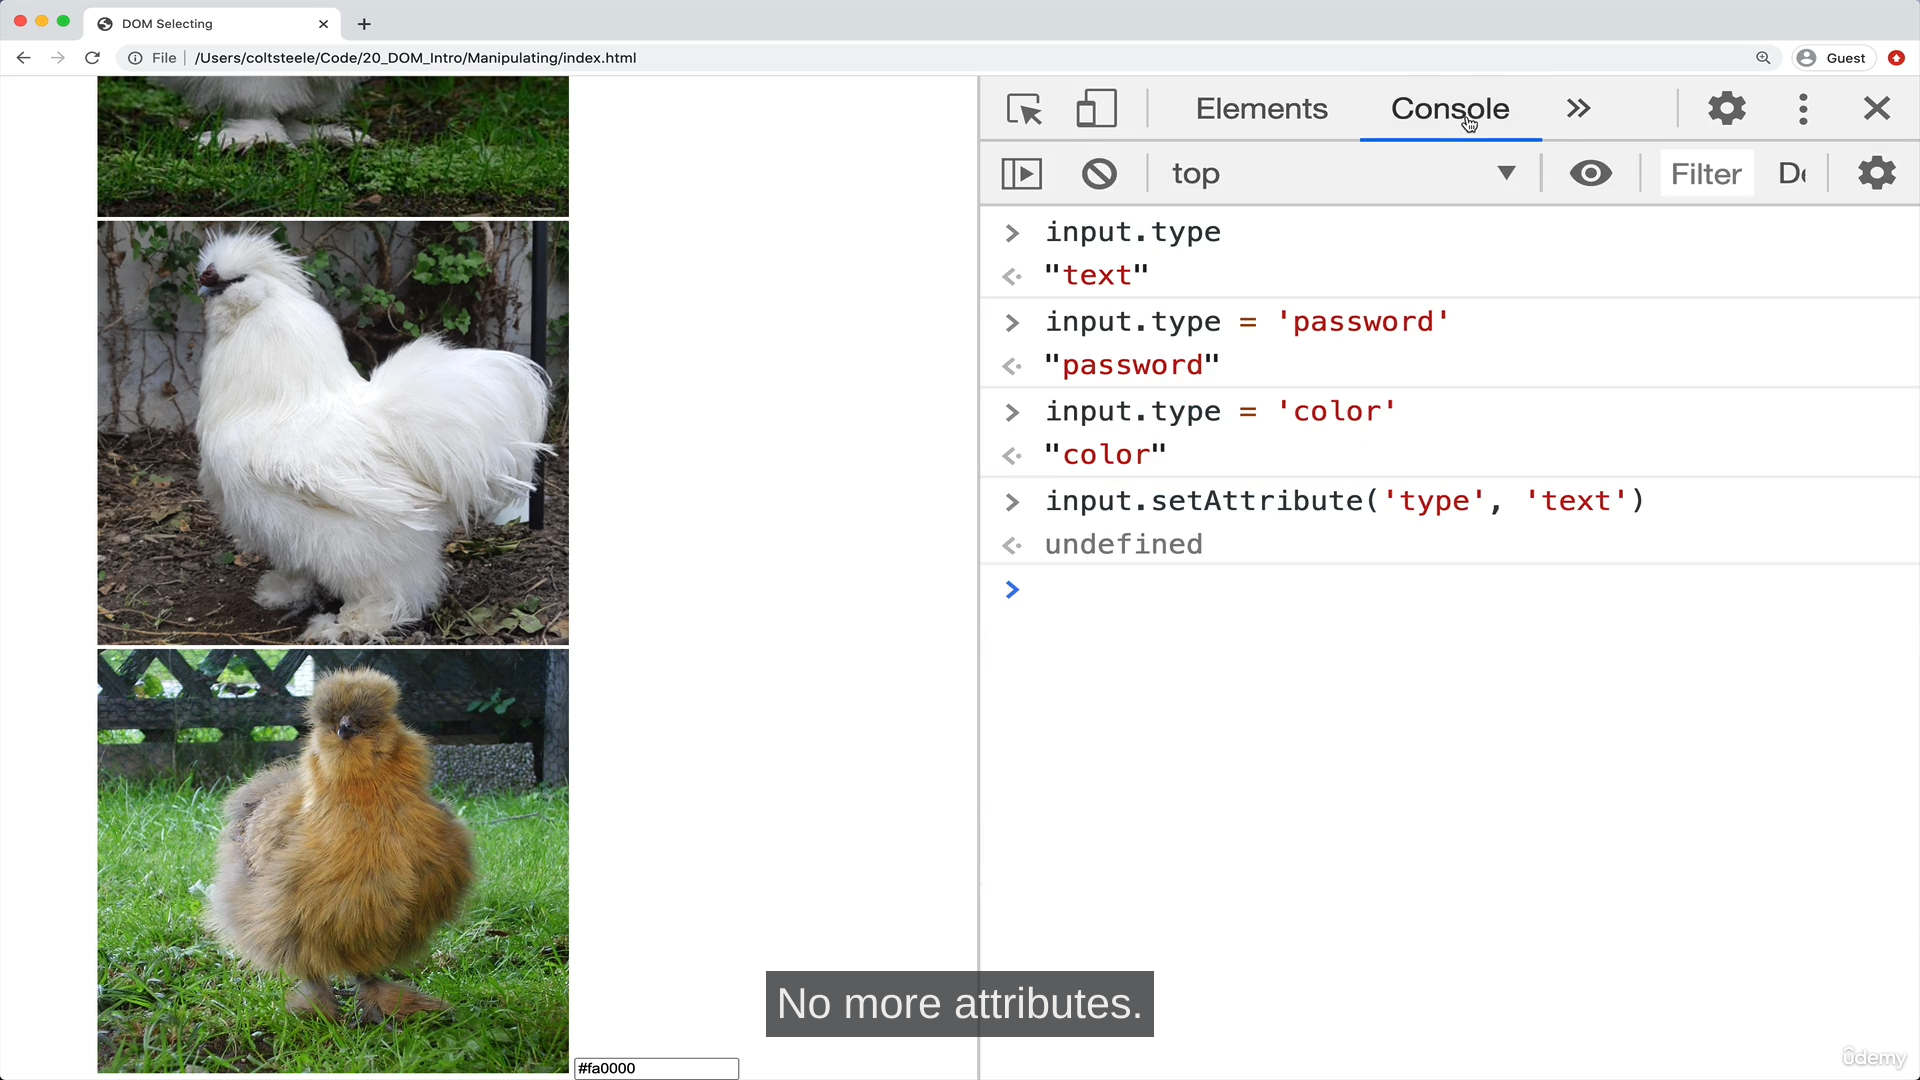 DOM Selecting
File
/Users/coltsteele/Code/20_DOM_Intro/Manipulating/index.html
Guest
Elements
Console
top
Filter
De
> input.type
"text"
> input.type = 'password'
"password"
> input.type = 'color'
"color"
> input.setAttribute('type', 'text')
undefined
>
#fa0000
No more attributes.
ûdemy